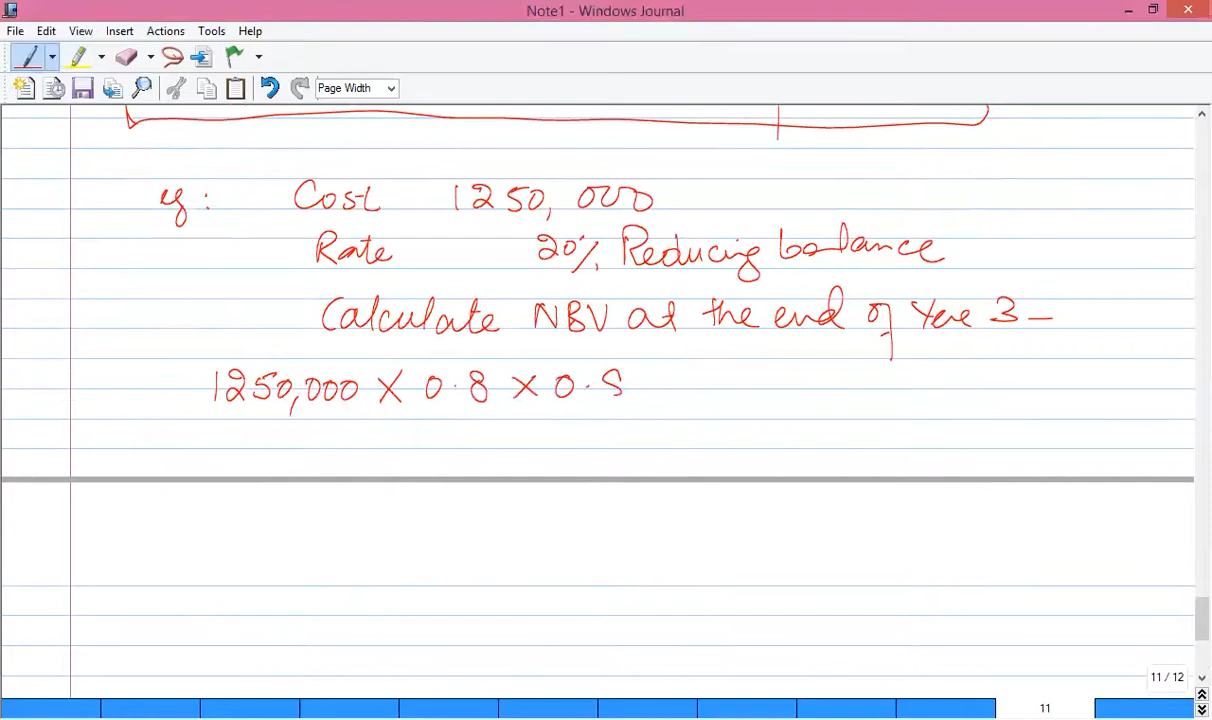 Note1 - Windows Journal
File Edit View Insert Actions Tools Help
Page Width
eg: Cost 1250,000
Rate 20% Reducing balance
Calculate NBV at the end of Year 3 –
1250,000 X 0.8 X 0.8
11 / 12
11